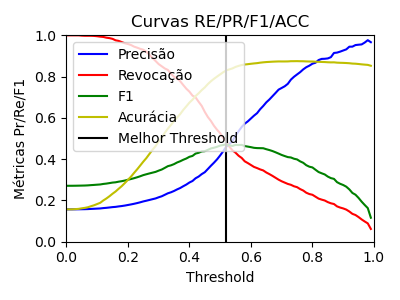 Curvas RE/PR/F1/ACC
Métricas Pr/Re/F1
1.0
0.8
0.6
0.4
0.2
0.0
Precisão
Revocação
F1
Acurácia
Melhor Threshold
0.0 0.2 0.4 0.6 0.8 1.0
Threshold